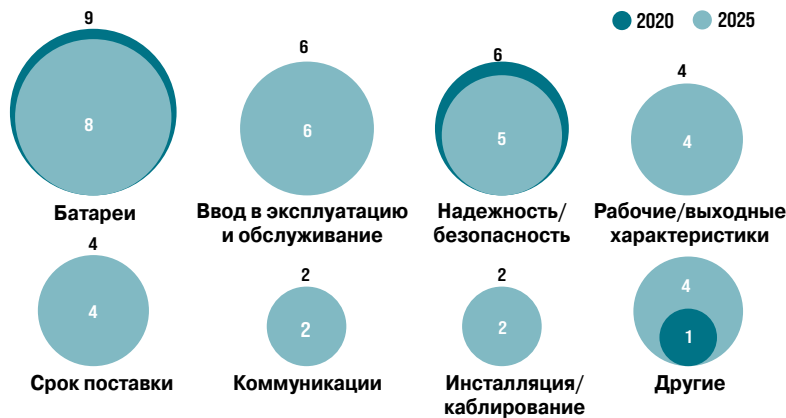 2020 2025
9 6 6 4
8 6 5 4
Батареи
Ввод в эксплуатацию
и обслуживание
Надежность/
безопасность
Рабочие/выходные
характеристики
4 2 2 4
4 2 2 1
Срок поставки
Коммуникации
Инсталляция/
каблирование
Другие